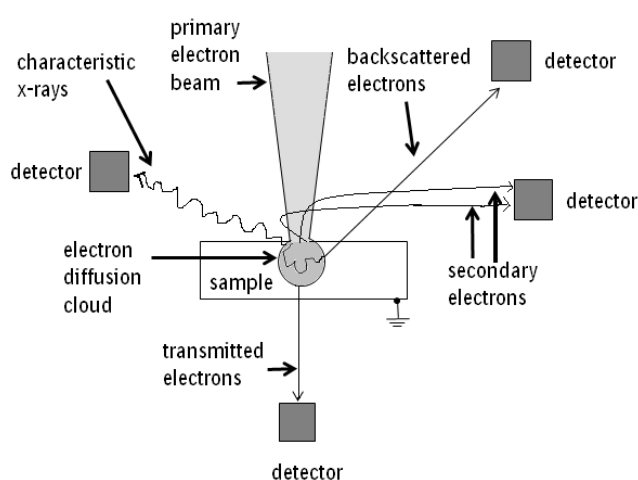 primary
electron
beam
characteristic
x-rays
backscattered
electrons
detector
detector
detector
electron
diffusion
cloud
sample
secondary
electrons
transmitted
electrons
detector